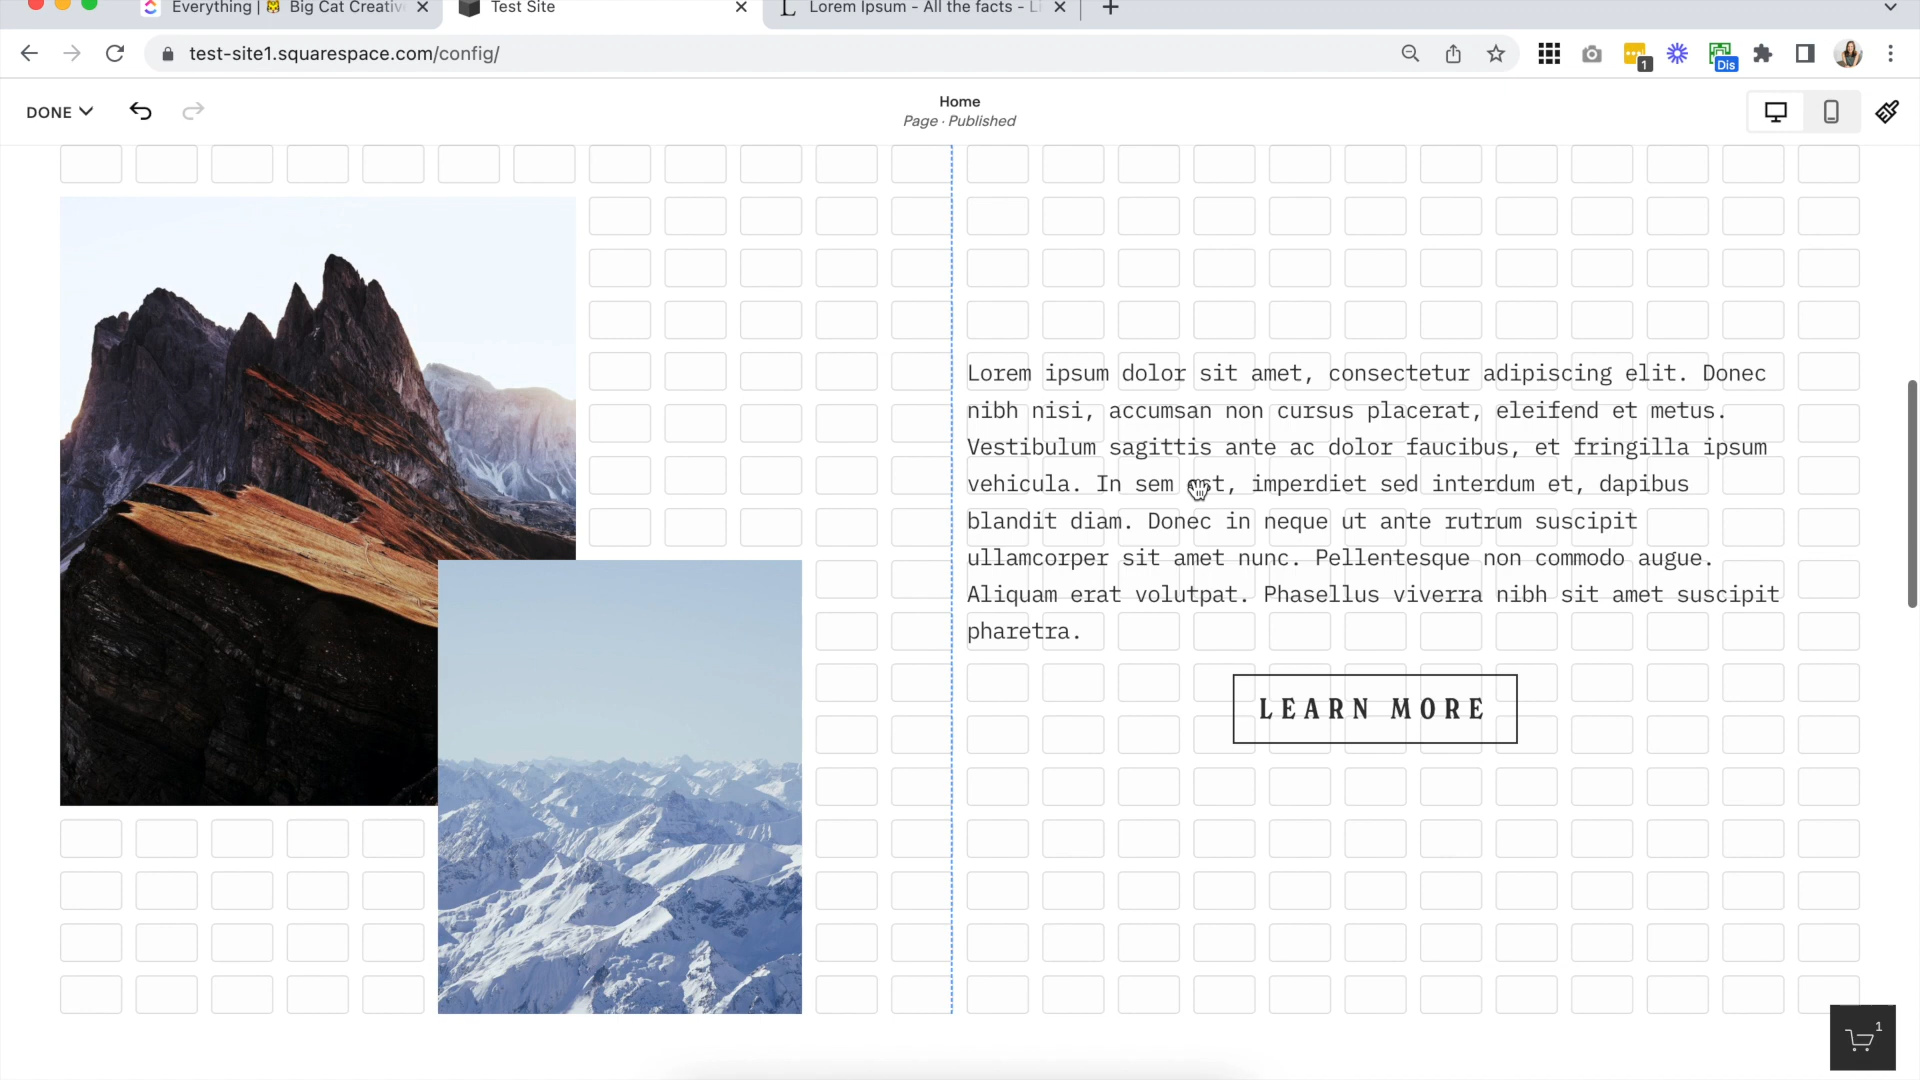 Everything | Big Cat Creativ
Test Site
Lorem Ipsum - All the facts - Li
test-site1.squarespace.com/config/
1
Dis
DONE
Home
Page · Published
Lorem ipsum dolor sit amet, consectetur adipiscing elit. Donec
nibh nisi, accumsan non cursus placerat, eleifend et metus.
Vestibulum sagittis ante ac dolor faucibus, et fringilla ipsum
vehicula. In sem est, imperdiet sed interdum et, dapibus
blandit diam. Donec in neque ut ante rutrum suscipit
ullamcorper sit amet nunc. Pellentesque non commodo augue.
Aliquam erat volutpat. Phasellus viverra nibh sit amet suscipit
pharetra.
LEARN MORE
1